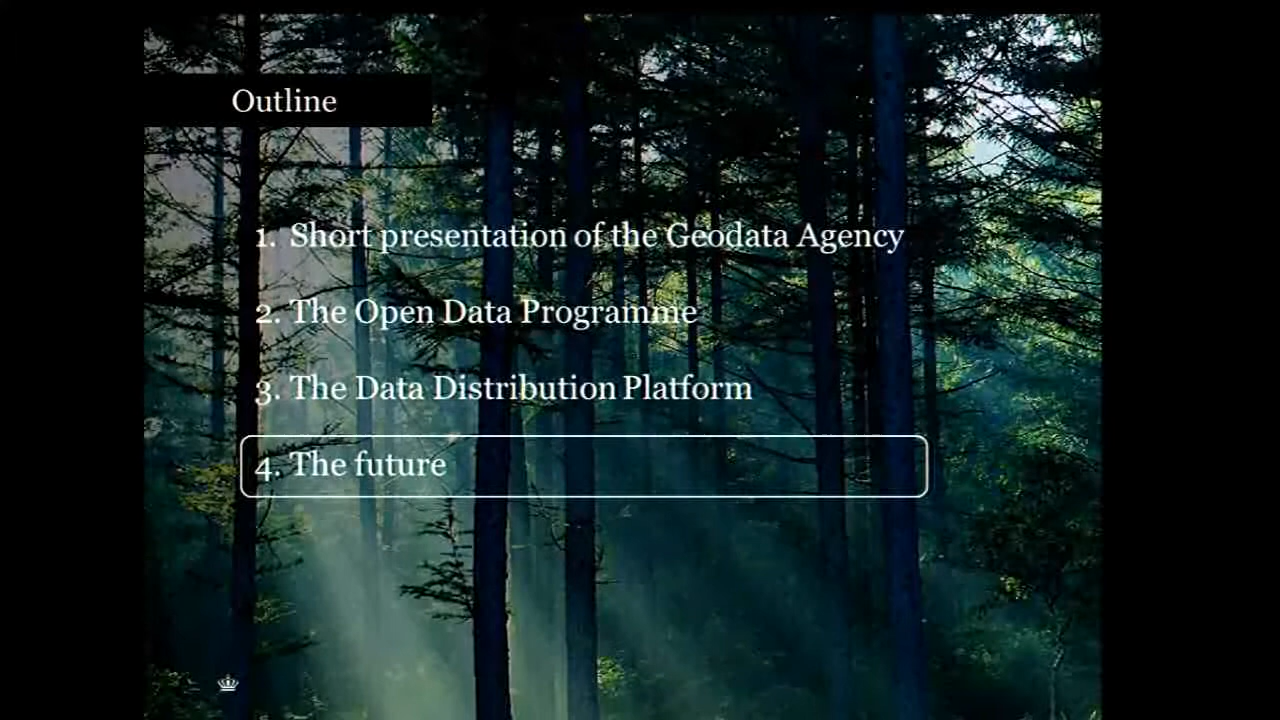 Outline
1. Short presentation of the Geodata Agency
2. The Open Data Programme
3. The Data Distribution Platform
4. The future